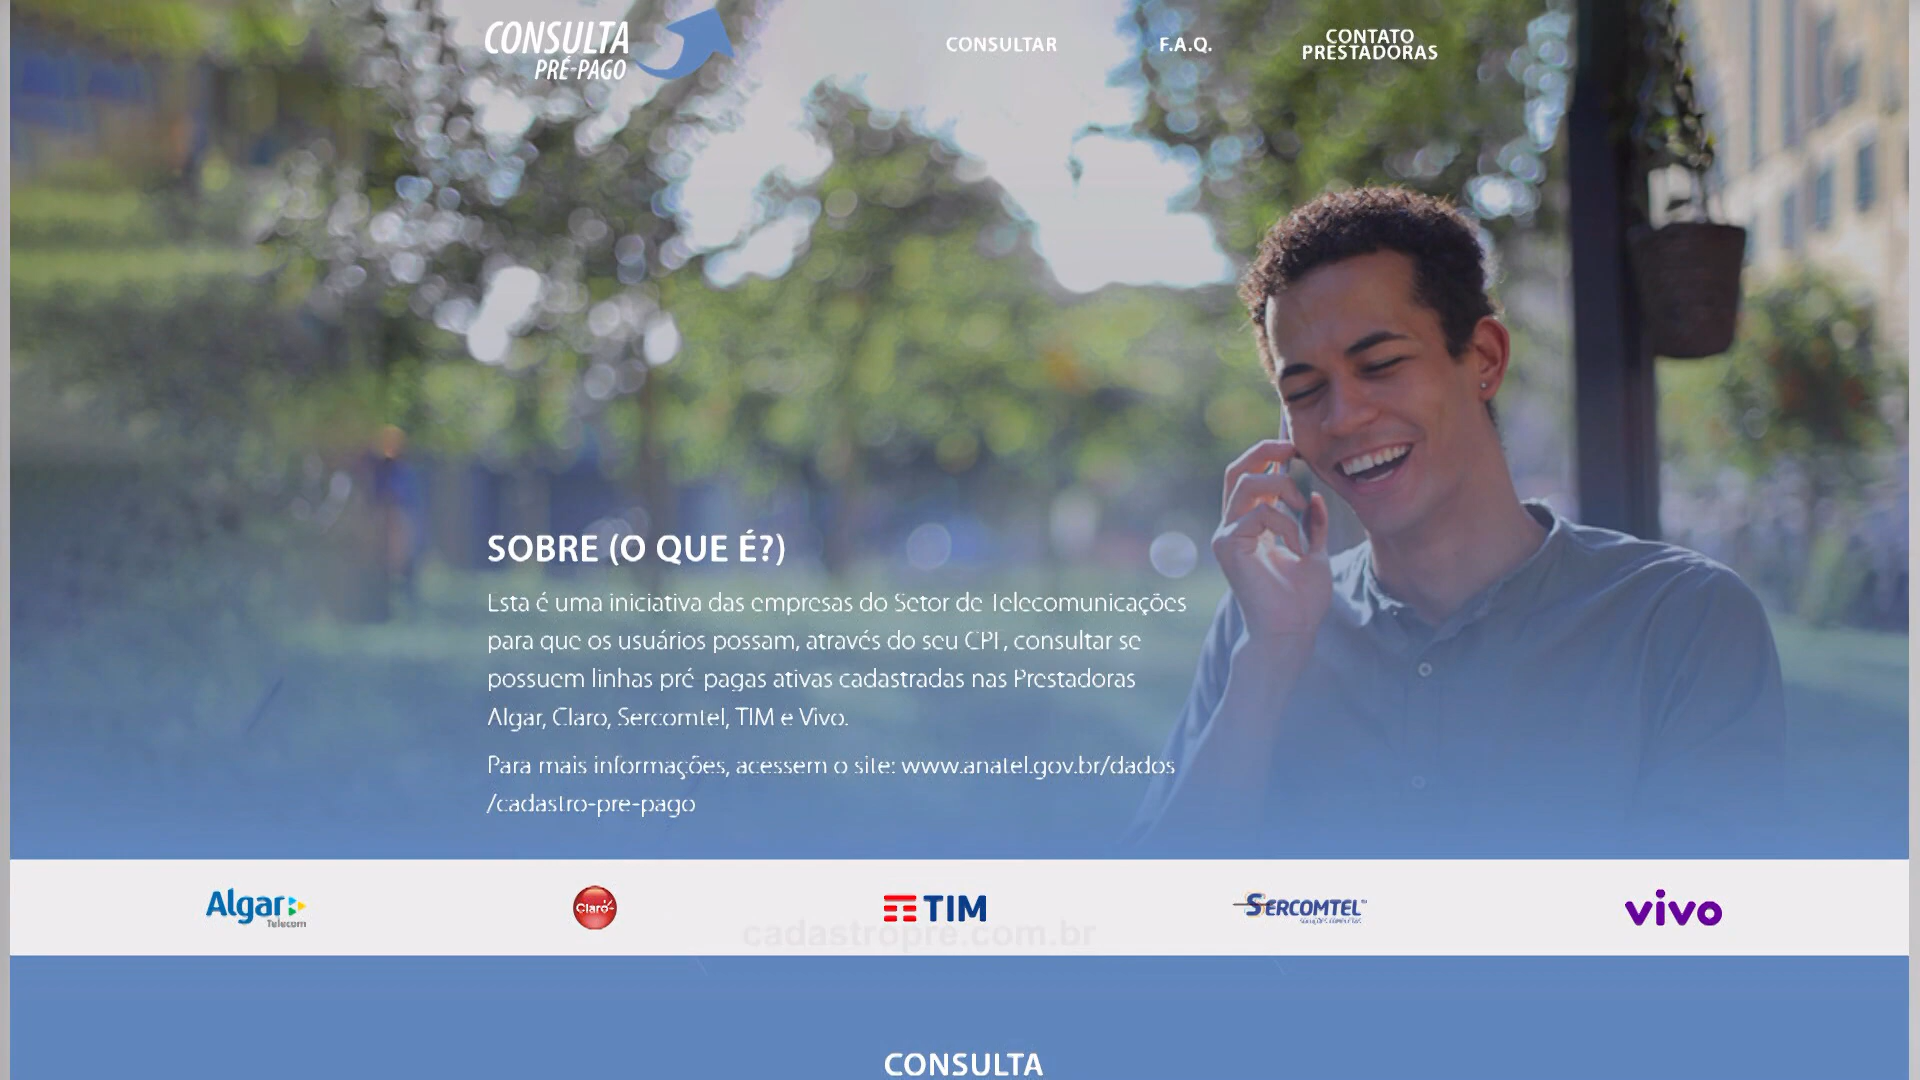 CONSULTA
PRÉ-PAGO
CONSULTAR
F.A.Q.
CONTATO
PRESTADORAS
SOBRE (O QUE É?)
Esta é uma iniciativa das empresas do Setor de Telecomunicações
para que os usuários possam, através do seu CPF, consultar se
possuem linhas pré-pagas ativas cadastradas nas Prestadoras
Algar, Claro, Sercomtel, TIM e Vivo.
Para mais informações, acessem o site: www.anatel.gov.br/dados
/cadastro-pre-pago
Algar
Telecom
Claro
TIM
SERCOMTEL
vivo
cadastropre.com.br
CONSULTA